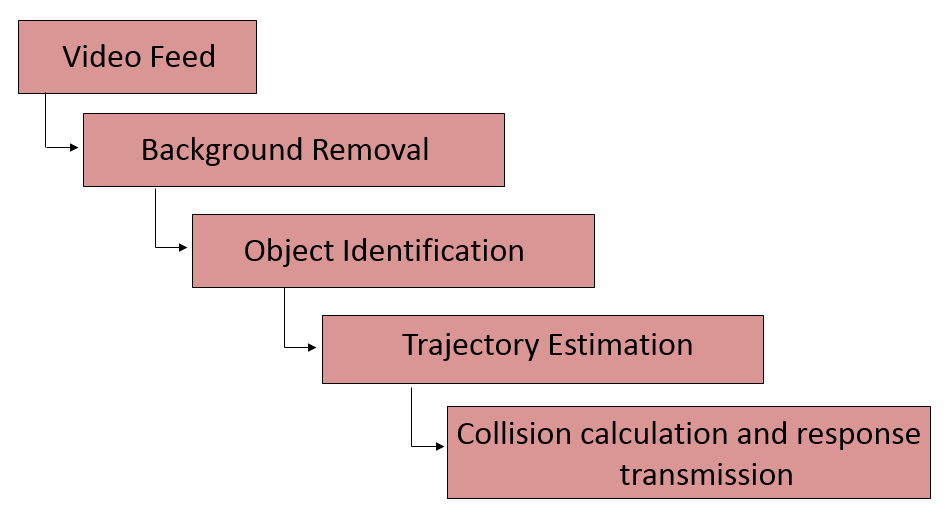 Video Feed
Background Removal
Object Identification
Trajectory Estimation
Collision calculation and response
transmission